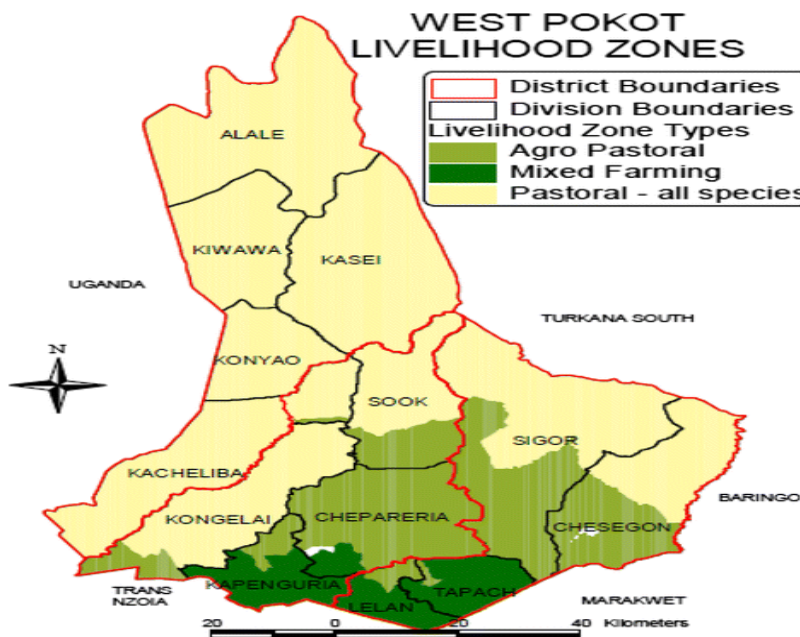 WEST POKOT
LIVELIHOOD ZONES
District Boundaries
Division Boundaries
Livelihood Zone Types
Agro Pastoral
Mixed Farming
Pastoral - all species
ALALE
KIWAWA
KASEI
UGANDA
TURKANA SOUTH
N
KONYAO
SOOK
SIGOR
KACHELIBA
BARINGO
KONGELAI
CHEPARERIA
CHESEGON
TRANS
NZOIA
KAPENGURIA
LELAN
TAPACH
MARAKWET
20 0 20 40 Kilometers